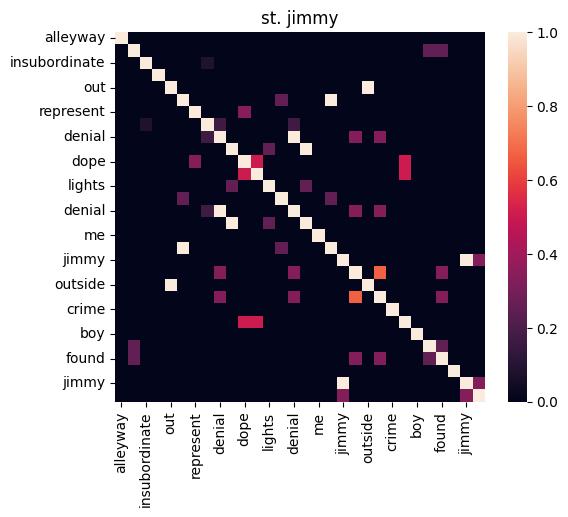 st. jimmy
alleyway
insubordinate
out
represent
denial
dope
lights
denial
me
jimmy
outside
crime
boy
found
jimmy
1.0
0.8
0.6
0.4
0.2
0.0
alleyway
insubordinate
out
represent
denial
dope
lights
denial
me
jimmy
outside
crime
boy
found
jimmy